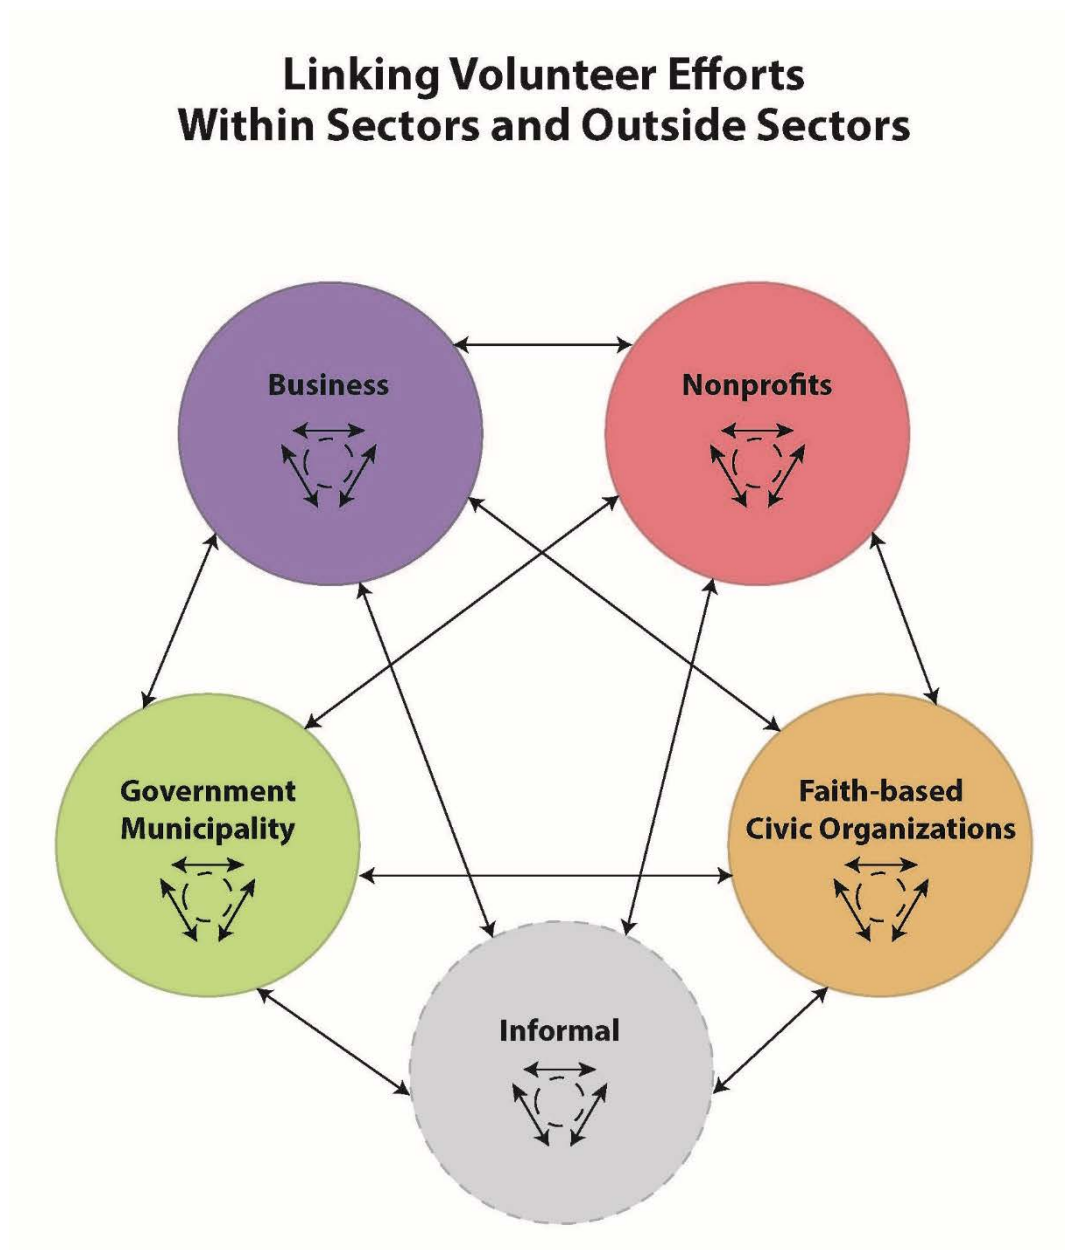 Linking Volunteer Efforts
Within Sectors and Outside Sectors
Business
Nonprofits
Government
Municipality
Faith-based
Civic Organizations
Informal